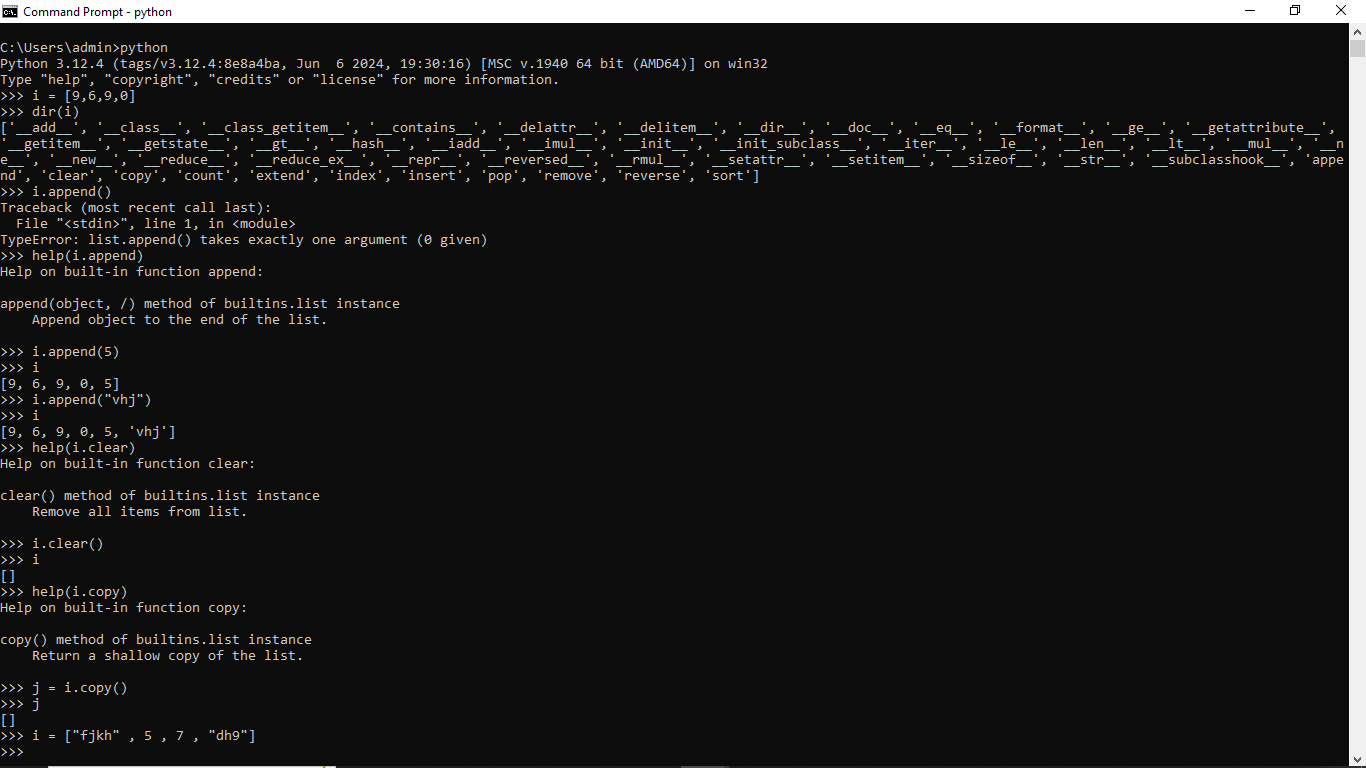 Command Prompt - python
C:\Users\admin>python
Python 3.12.4 (tags/v3.12.4:8e8a4ba, Jun  6 2024, 19:30:16) [MSC v.1940 64 bit (AMD64)] on win32
Type "help", "copyright", "credits" or "license" for more information.
>>> i = [9,6,9,0]
>>> dir(i)
['__add__', '__class__', '__class_getitem__', '__contains__', '__delattr__', '__delitem__', '__dir__', '__doc__', '__eq__', '__format__', '__ge__', '__getattribute__',
'__getitem__', '__getstate__', '__gt__', '__hash__', '__iadd__', '__imul__', '__init__', '__init_subclass__', '__iter__', '__le__', '__len__', '__lt__', '__mul__', '__n
e__', '__new__', '__reduce__', '__reduce_ex__', '__repr__', '__reversed__', '__rmul__', '__setattr__', '__setitem__', '__sizeof__', '__str__', '__subclasshook__', 'appe
nd', 'clear', 'copy', 'count', 'extend', 'index', 'insert', 'pop', 'remove', 'reverse', 'sort']
>>> i.append()
Traceback (most recent call last):
  File "<stdin>", line 1, in <module>
TypeError: list.append() takes exactly one argument (0 given)
>>> help(i.append)
Help on built-in function append:

append(object, /) method of builtins.list instance
    Append object to the end of the list.

>>> i.append(5)
>>> i
[9, 6, 9, 0, 5]
>>> i.append("vhj")
>>> i
[9, 6, 9, 0, 5, 'vhj']
>>> help(i.clear)
Help on built-in function clear:

clear() method of builtins.list instance
    Remove all items from list.

>>> i.clear()
>>> i
[]
>>> help(i.copy)
Help on built-in function copy:

copy() method of builtins.list instance
    Return a shallow copy of the list.

>>> j = i.copy()
>>> j
[]
>>> i = ["fjkh" , 5 , 7 , "dh9"]
>>>